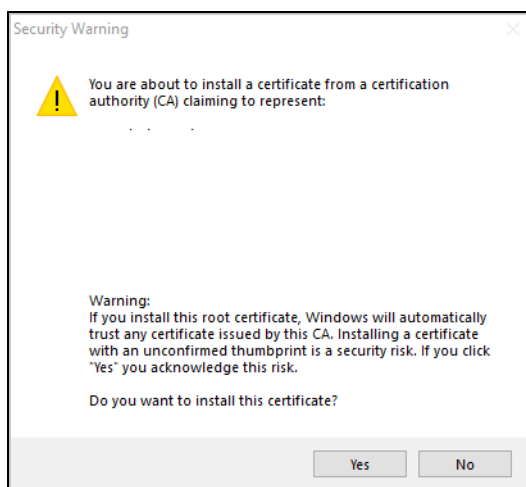 Security Warning
You are about to install a certificate from a certification
authority (CA) claiming to represent:
Warning:
If you install this root certificate, Windows will automatically
trust any certificate issued by this CA. Installing a certificate
with an unconfirmed thumbprint is a security risk. If you click
"Yes" you acknowledge this risk.
Do you want to install this certificate?
Yes
No